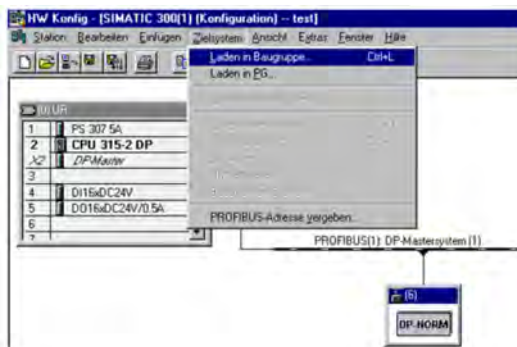 HW Konfig - [SIMATIC 300(1) (Konfiguration) -- test]
Station Bearbeiten Einfügen Zielsystem Ansicht Extras Fenster Hilfe
Laden in Baugruppe... Ctrl+L
Laden in PG...
PROFIBUS-Adresse vergeben...
(0) UR
1 PS 307 5A
2 CPU 315-2 DP
X2 DP-Master
3
4 DI16xDC24V
5 DO16xDC24V/0.5A
6
7
PROFIBUS(1): DP-Mastersystem (1)
(6)
DP-NORM